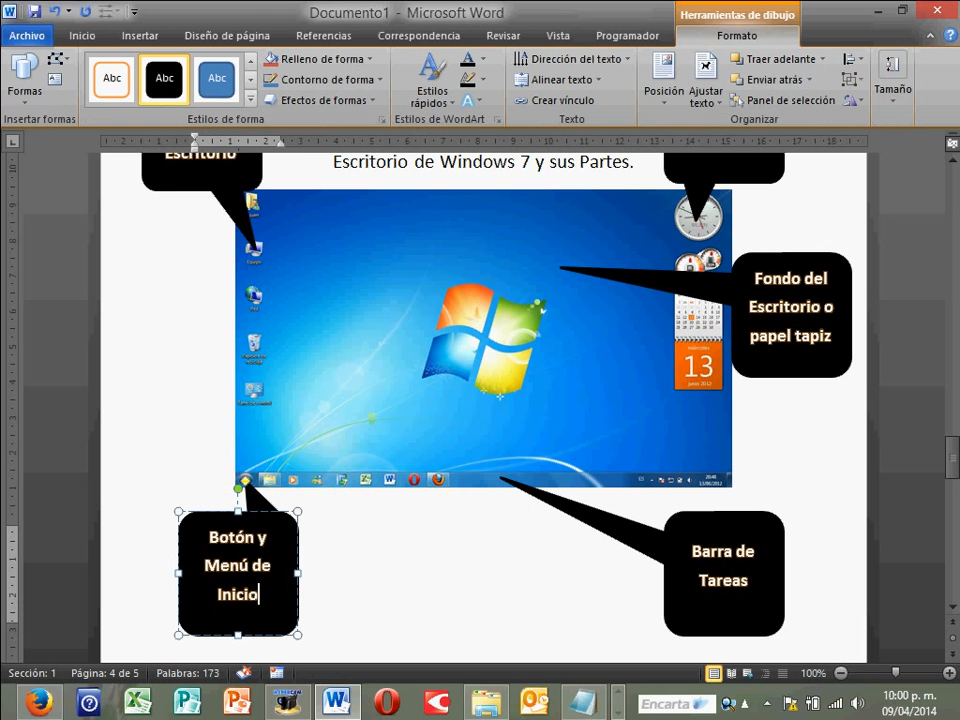 Documento1 - Microsoft Word
Herramientas de dibujo
Archivo Inicio Insertar Diseño de página Referencias Correspondencia Revisar Vista Programador Formato
Abc Abc Abc
Relleno de forma
Contorno de forma
Efectos de formas
Formas
Estilos rápidos
Dirección del texto
Alinear texto
Crear vínculo
Posición
Ajustar texto
Traer adelante
Enviar atrás
Panel de selección
Tamaño
Insertar formas Estilos de forma Estilos de WordArt Texto Organizar
Escritorio
Escritorio de Windows 7 y sus Partes.
Fondo del
Escritorio o
papel tapiz
13
Botón y
Menú de
Inicio
Barra de
Tareas
Sección: 1 Página: 4 de 5 Palabras: 173 100%
Encarta
10:00 p. m.
09/04/2014